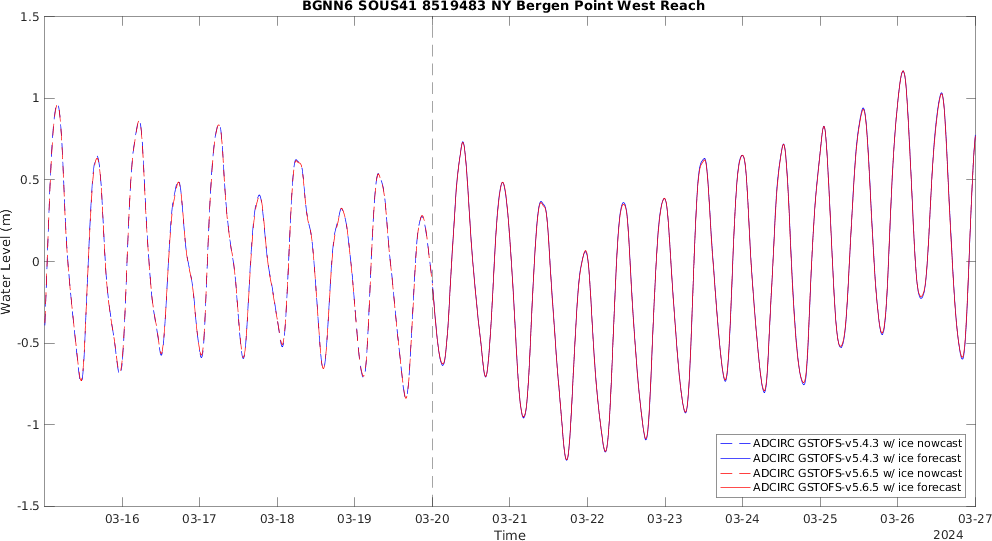 BGNN6 SOUS41 8519483 NY Bergen Point West Reach
1.5
1
0.5
0
-0.5
-1
-1.5
Water Level (m)
03-16 03-17 03-18 03-19 03-20 03-21 03-22 03-23 03-24 03-25 03-26 03-27
Time
2024
ADCIRC GSTOFS-v5.4.3 w/ ice nowcast
ADCIRC GSTOFS-v5.4.3 w/ ice forecast
ADCIRC GSTOFS-v5.6.5 w/ ice nowcast
ADCIRC GSTOFS-v5.6.5 w/ ice forecast